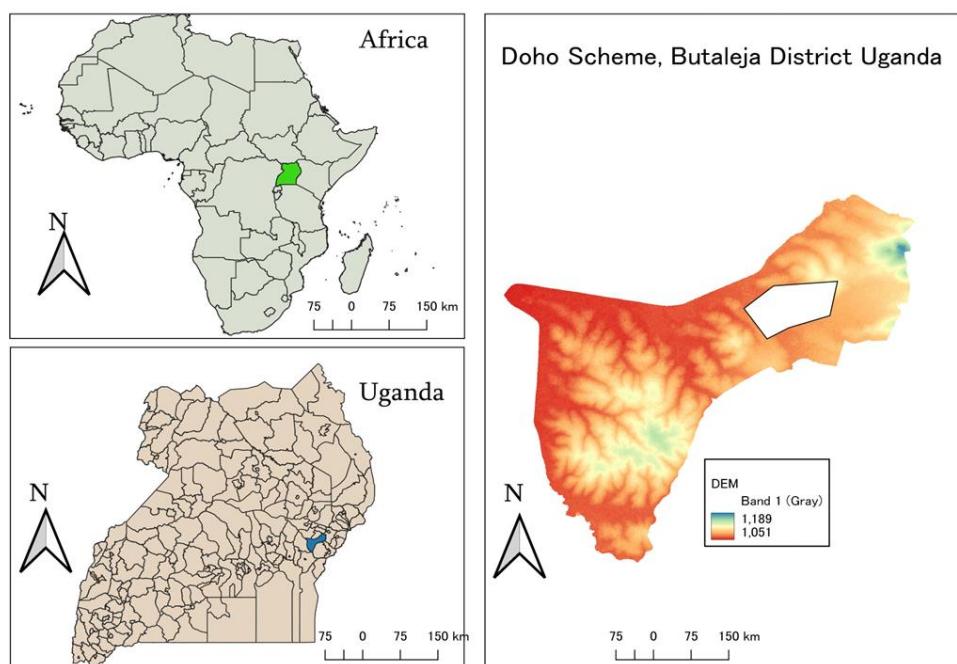 Africa
N
75 0 75 150 km
Uganda
N
75 0 75 150 km
Doho Scheme, Butaleja District Uganda
DEM
Band 1 (Gray)
1,189
1,051
N
75 0 75 150 km